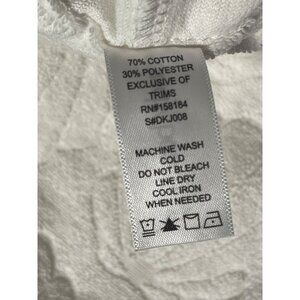 70% COTTON
30% POLYESTER
EXCLUSIVE OF
TRIMS
RN#158184
S#DKJ008
MACHINE WASH
COLD
DO NOT BLEACH
LINE DRY
COOL IRON
WHEN NEEDED